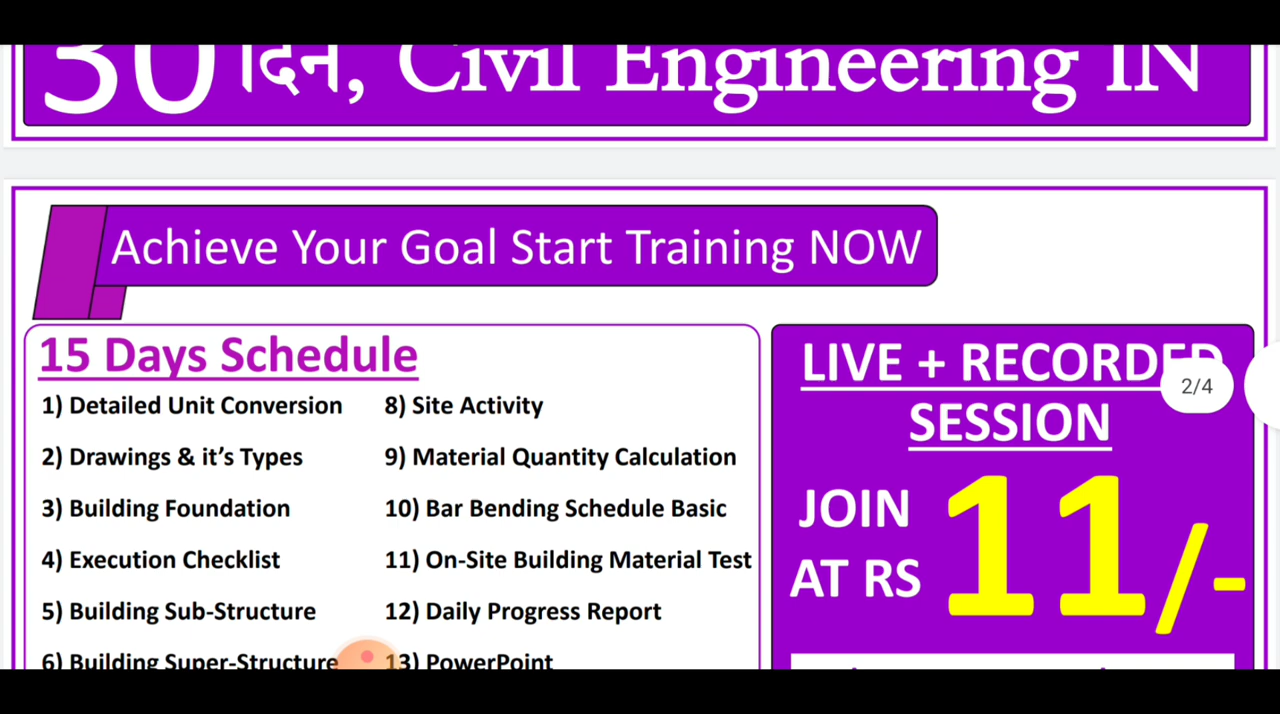 30 दिन, Civil Engineering IN
Achieve Your Goal Start Training NOW
15 Days Schedule
1) Detailed Unit Conversion
2) Drawings & it's Types
3) Building Foundation
4) Execution Checklist
5) Building Sub-Structure
6) Building Super-Structure
8) Site Activity
9) Material Quantity Calculation
10) Bar Bending Schedule Basic
11) On-Site Building Material Test
12) Daily Progress Report
13) PowerPoint
LIVE + RECORDED
SESSION
JOIN
AT RS
11/-
2/4